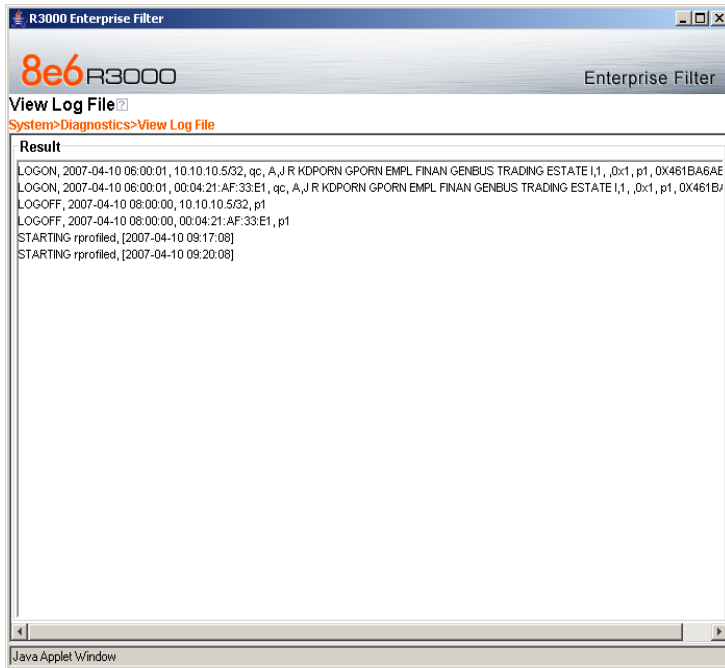 R3000 Enterprise Filter
8e6 R3000
Enterprise Filter
View Log File?
System>Diagnostics>View Log File
Result
LOGON, 2007-04-10 06:00:01, 10.10.10.5/32, qc, A,J R KDPORN GPORN EMPL FINAN GENBUS TRADING ESTATE I,1, ,0x1, p1, 0X461BA6AE
LOGON, 2007-04-10 06:00:01, 00:04:21:AF:33:E1, qc, A,J R KDPORN GPORN EMPL FINAN GENBUS TRADING ESTATE I,1, ,0x1, p1, 0X461B
LOGOFF, 2007-04-10 08:00:00, 10.10.10.5/32, p1
LOGOFF, 2007-04-10 08:00:00, 00:04:21:AF:33:E1, p1
STARTING rprofiled, [2007-04-10 09:17:08]
STARTING rprofiled, [2007-04-10 09:20:08]
Java Applet Window